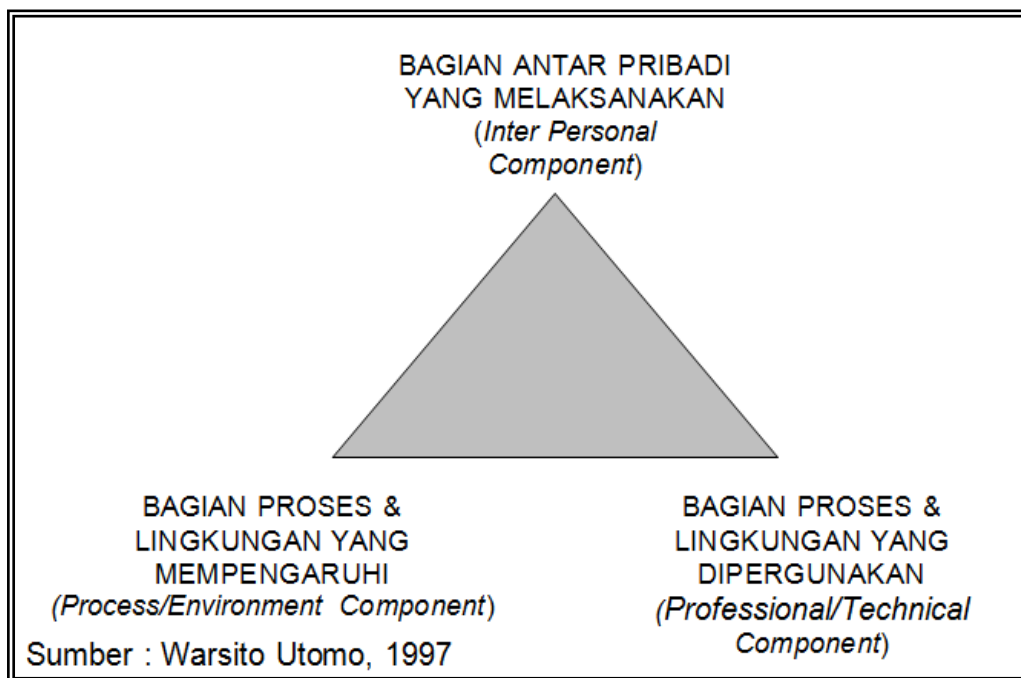 BAGIAN ANTAR PRIBADI
YANG MELAKSANAKAN
(Inter Personal
Component)
BAGIAN PROSES &
LINGKUNGAN YANG
MEMPENGARUHI
(Process/Environment Component)
BAGIAN PROSES &
LINGKUNGAN YANG
DIPERGUNAKAN
(Professional/Technical
Component)
Sumber : Warsito Utomo, 1997